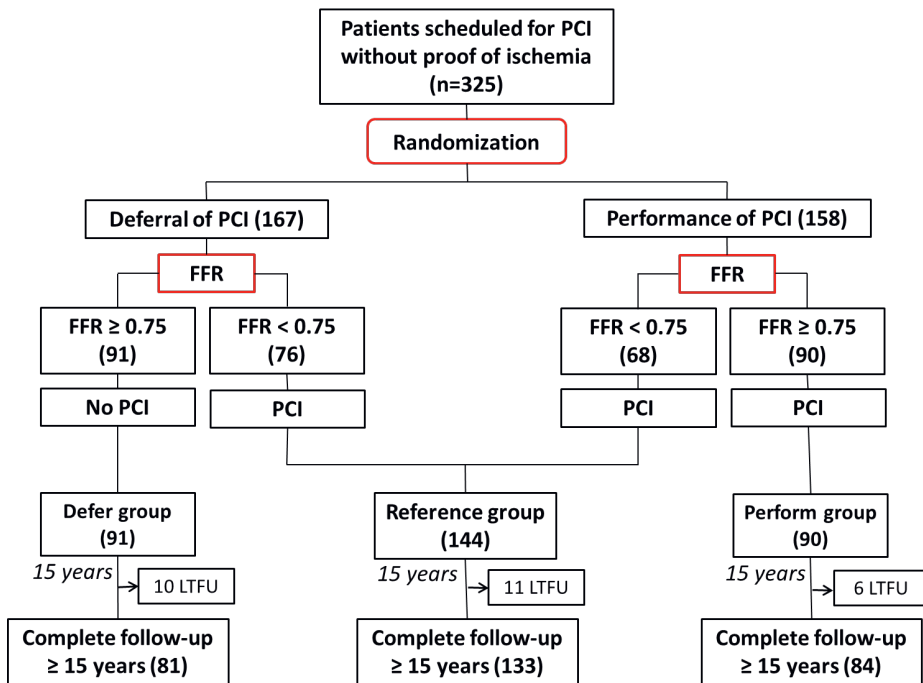 Patients scheduled for PCI
without proof of ischemia
(n=325)
Randomization
Deferral of PCI (167)
Performance of PCI (158)
FFR
FFR
FFR ≥ 0.75
(91)
FFR < 0.75
(76)
FFR < 0.75
(68)
FFR ≥ 0.75
(90)
No PCI
PCI
PCI
PCI
Defer group
(91)
Reference group
(144)
Perform group
(90)
15 years
10 LTFU
15 years
11 LTFU
15 years
6 LTFU
Complete follow-up
≥ 15 years (81)
Complete follow-up
≥ 15 years (133)
Complete follow-up
≥ 15 years (84)